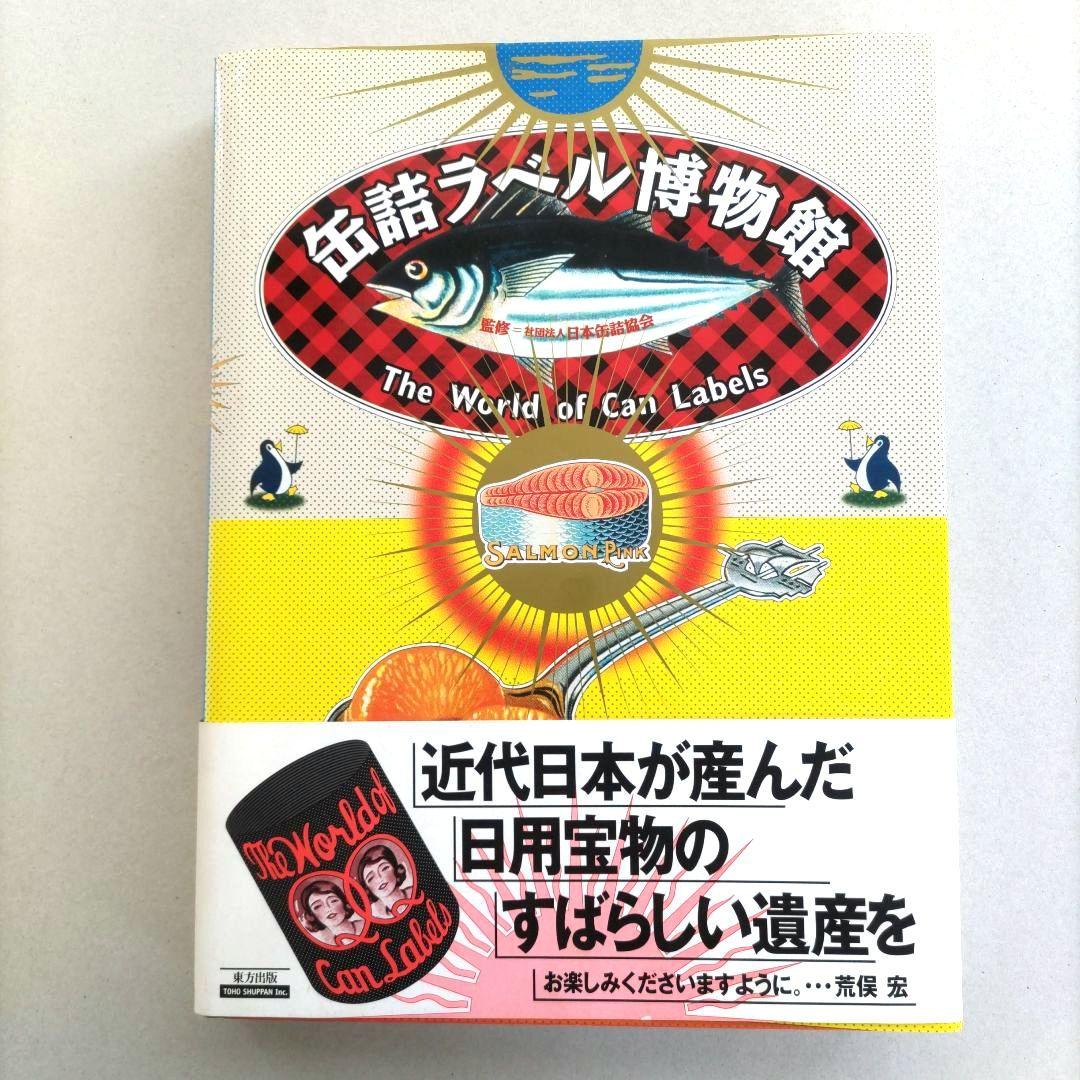 缶詰ラベル博物館
監修=社団法人日本缶詰協会
The World of Can Labels
SALMON PINK
近代日本が産んだ
日用宝物の
すばらしい遺産を
お楽しみくださいますように。…荒俣 宏
The World of
Can Labels
東方出版
TOHO SHUPPAN Inc.